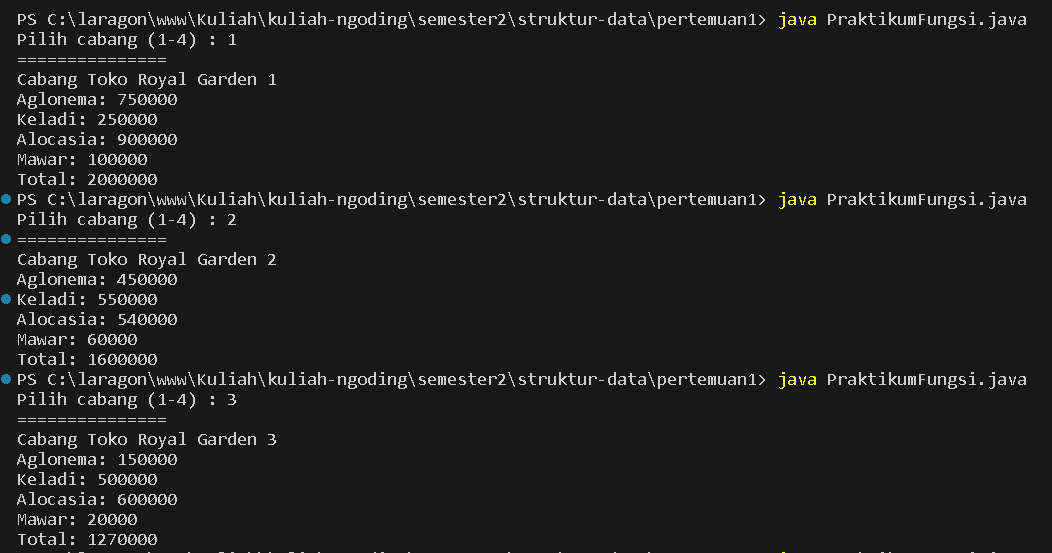 PS C:\laragon\www\Kuliah\kuliah-ngoding\semester2\struktur-data\pertemuan1> java PraktikumFungsi.java
Pilih cabang (1-4) : 1
===============
Cabang Toko Royal Garden 1
Aglonema: 750000
Keladi: 250000
Alocasia: 900000
Mawar: 100000
Total: 2000000
PS C:\laragon\www\Kuliah\kuliah-ngoding\semester2\struktur-data\pertemuan1> java PraktikumFungsi.java
Pilih cabang (1-4) : 2
===============
Cabang Toko Royal Garden 2
Aglonema: 450000
Keladi: 550000
Alocasia: 540000
Mawar: 60000
Total: 1600000
PS C:\laragon\www\Kuliah\kuliah-ngoding\semester2\struktur-data\pertemuan1> java PraktikumFungsi.java
Pilih cabang (1-4) : 3
===============
Cabang Toko Royal Garden 3
Aglonema: 150000
Keladi: 500000
Alocasia: 600000
Mawar: 20000
Total: 1270000